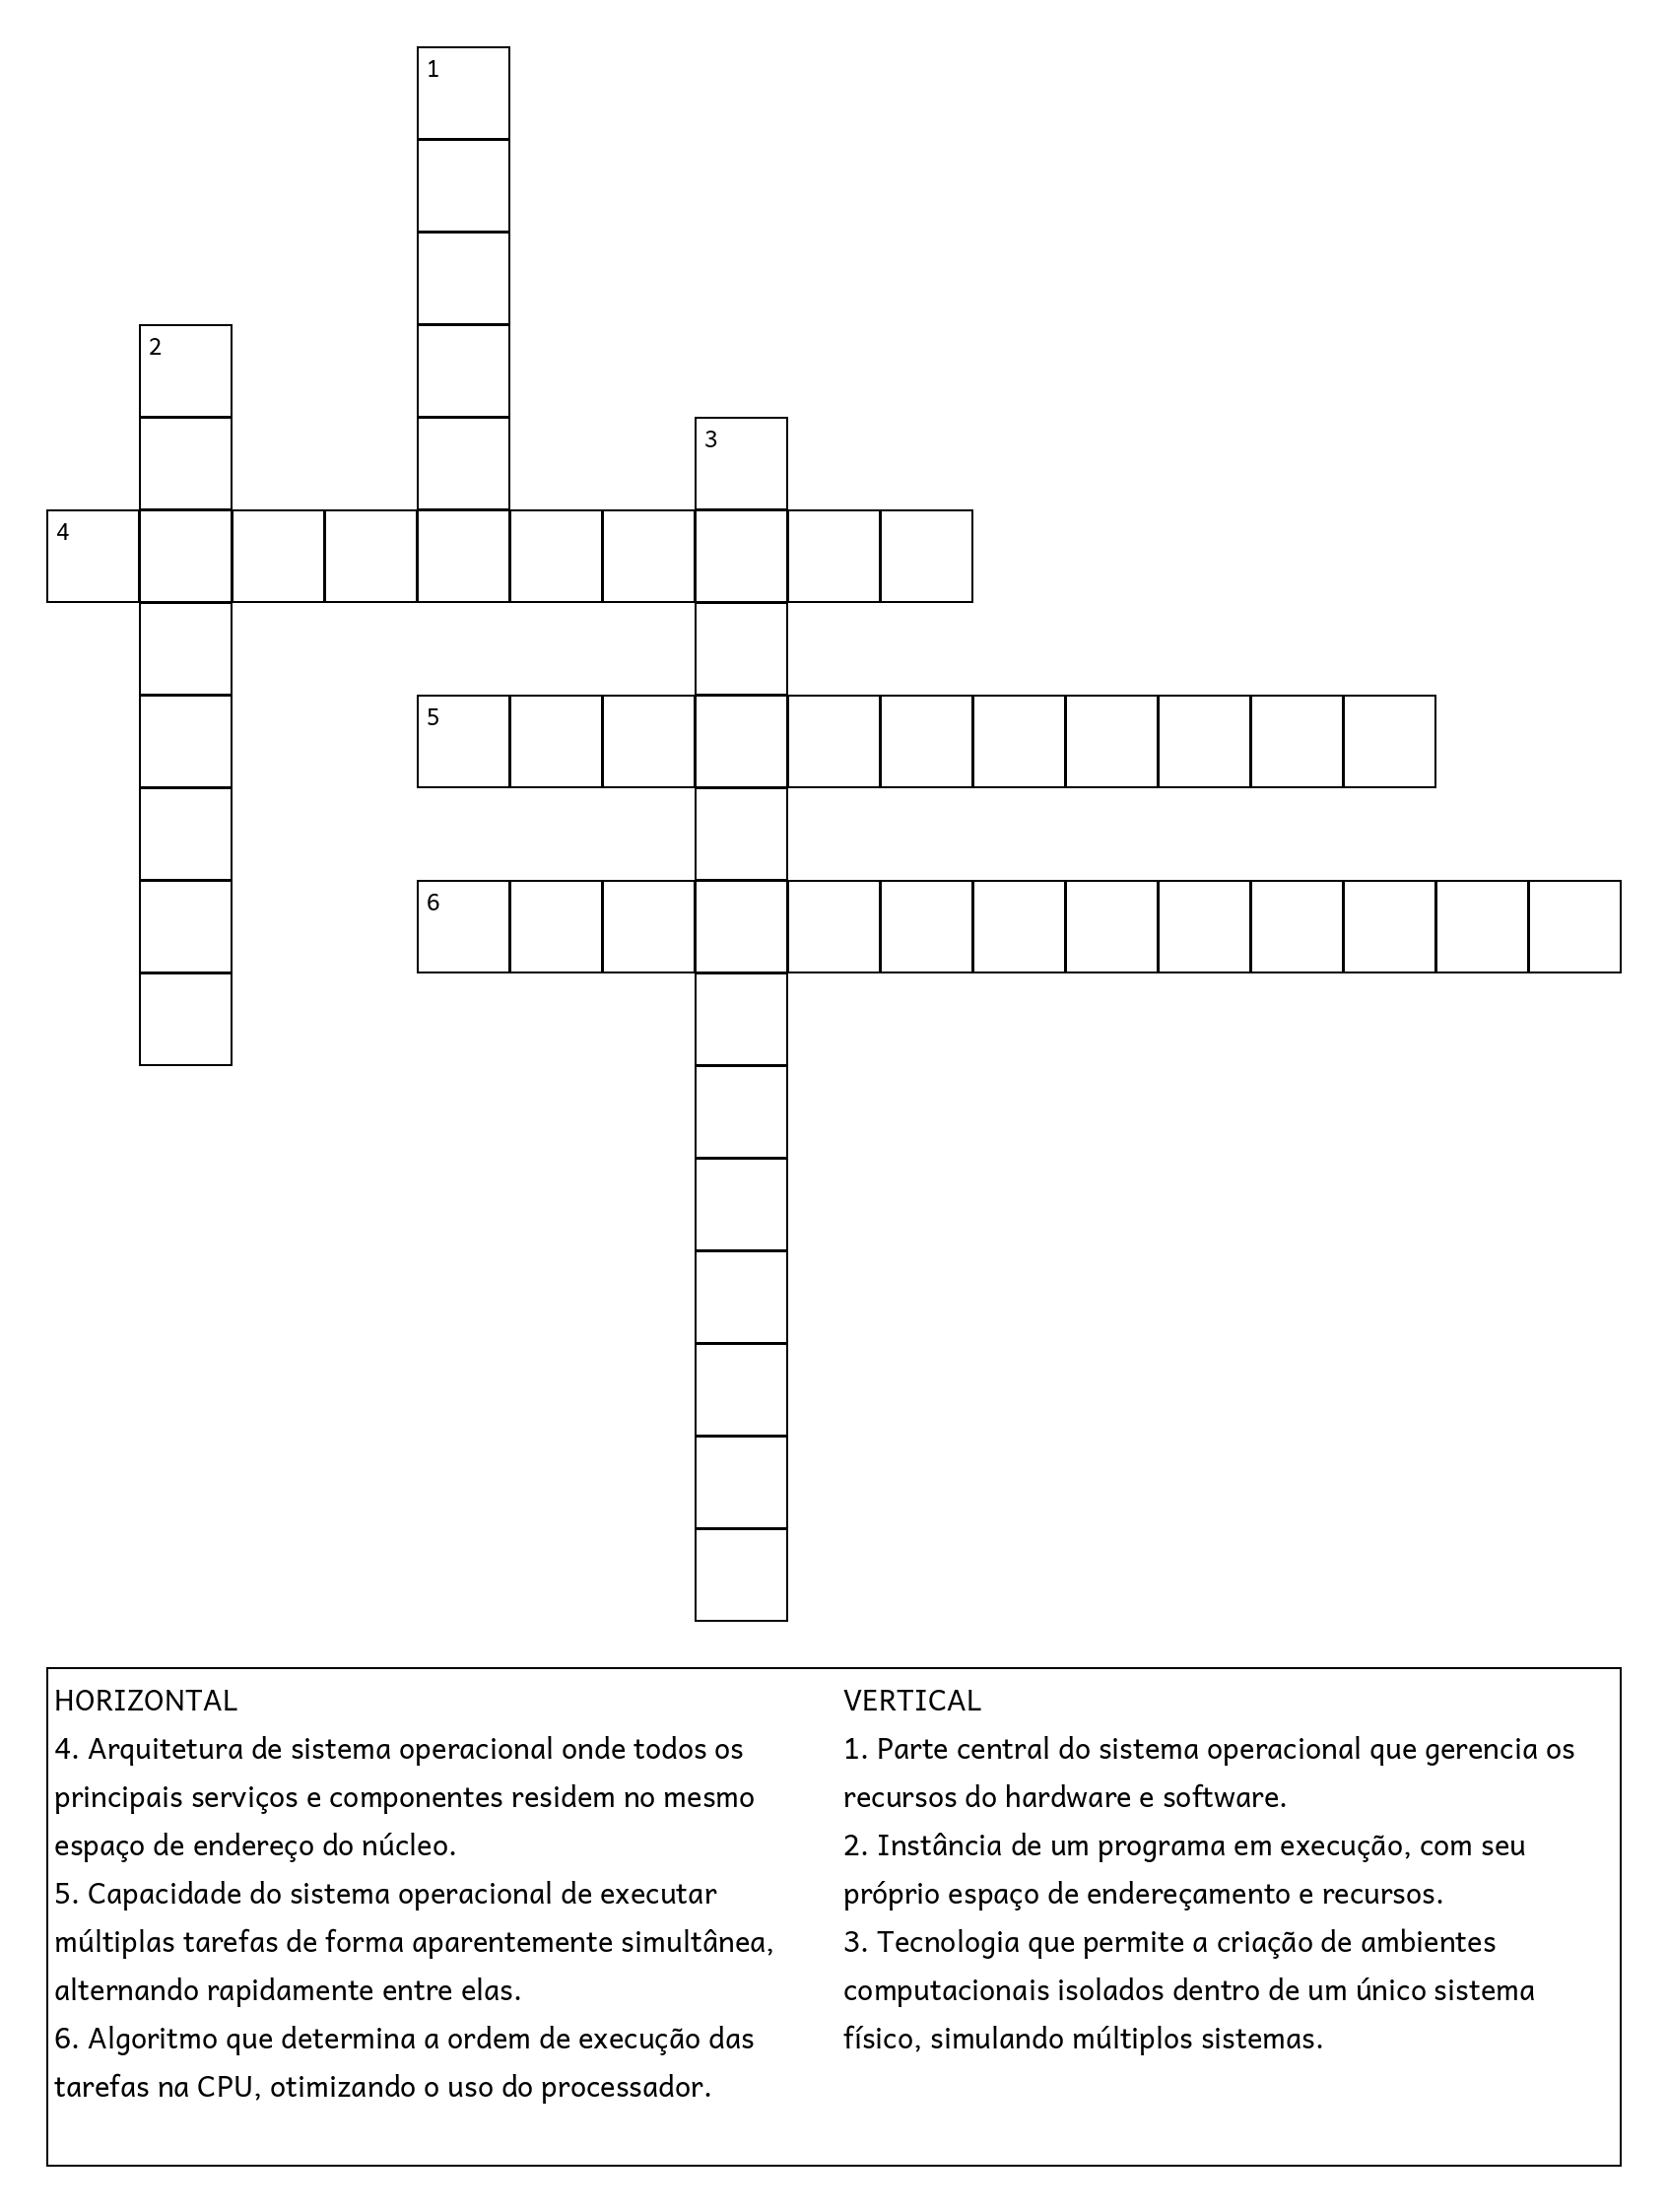 1
2
3
4
5
6
HORIZONTAL
4. Arquitetura de sistema operacional onde todos os
principais serviços e componentes residem no mesmo
espaço de endereço do núcleo.
5. Capacidade do sistema operacional de executar
múltiplas tarefas de forma aparentemente simultânea,
alternando rapidamente entre elas.
6. Algoritmo que determina a ordem de execução das
tarefas na CPU, otimizando o uso do processador.
VERTICAL
1. Parte central do sistema operacional que gerencia os
recursos do hardware e software.
2. Instância de um programa em execução, com seu
próprio espaço de endereçamento e recursos.
3. Tecnologia que permite a criação de ambientes
computacionais isolados dentro de um único sistema
físico, simulando múltiplos sistemas.